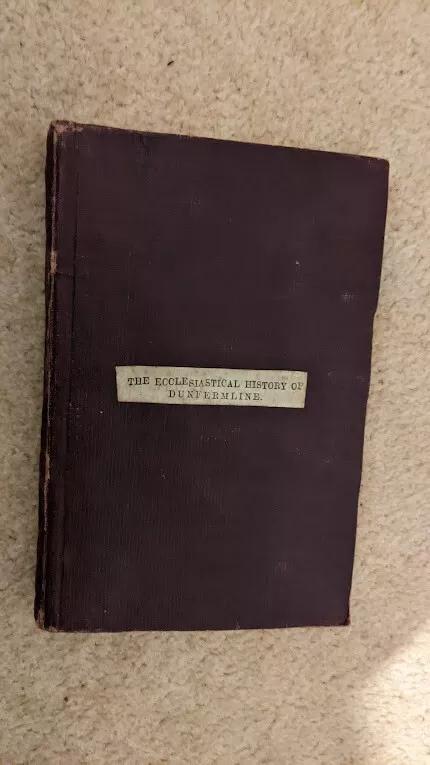 THE ECCLESIASTICAL HISTORY OF
DUNFERMLINE.